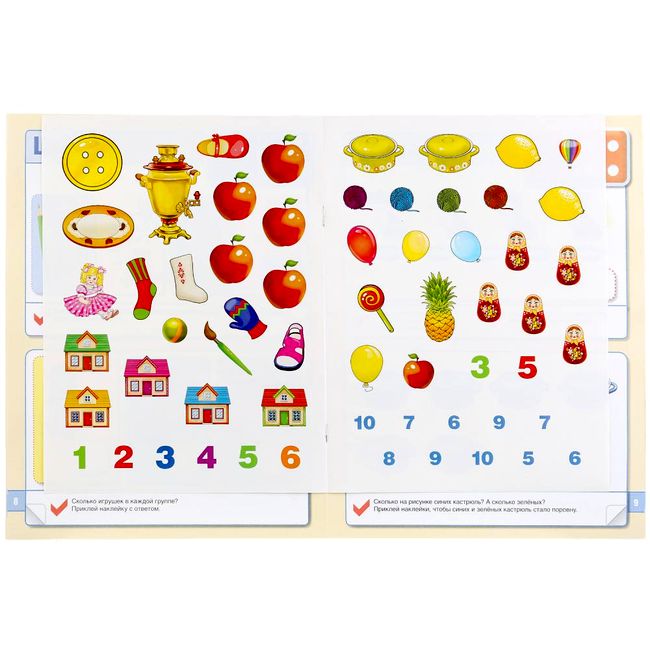 1 2 3 4 5 6
8
Сколько игрушек в каждой группе?
Приклей наклейку с ответом.
3 5
10 7 6 9 7
8 9 10 5 6
9
Сколько на рисунке синих кастрюль? А сколько зелёных?
Приклей наклейки, чтобы синих и зелёных кастрюль стало поровну.